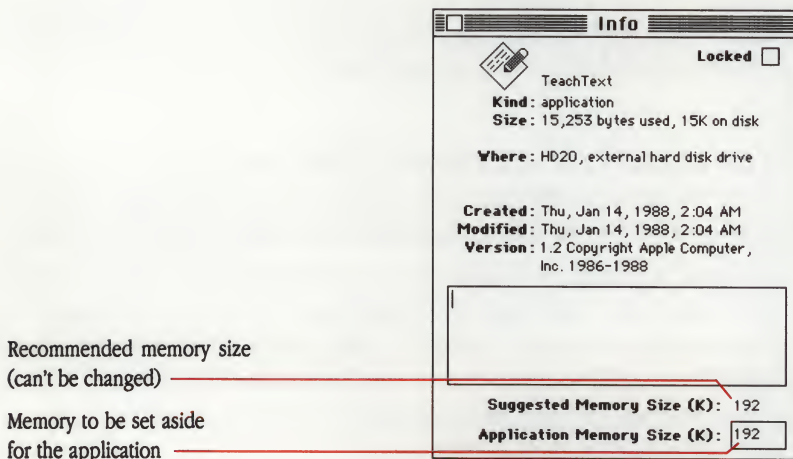 Info
Locked
TeachText
Kind: application
Size: 15,253 bytes used, 15K on disk
Where: HD20, external hard disk drive
Created: Thu, Jan 14, 1988, 2:04 AM
Modified: Thu, Jan 14, 1988, 2:04 AM
Version: 1.2 Copyright Apple Computer,
Inc. 1986-1988
Recommended memory size
(can't be changed)
Suggested Memory Size (K): 192
Memory to be set aside
for the application
Application Memory Size (K): 192